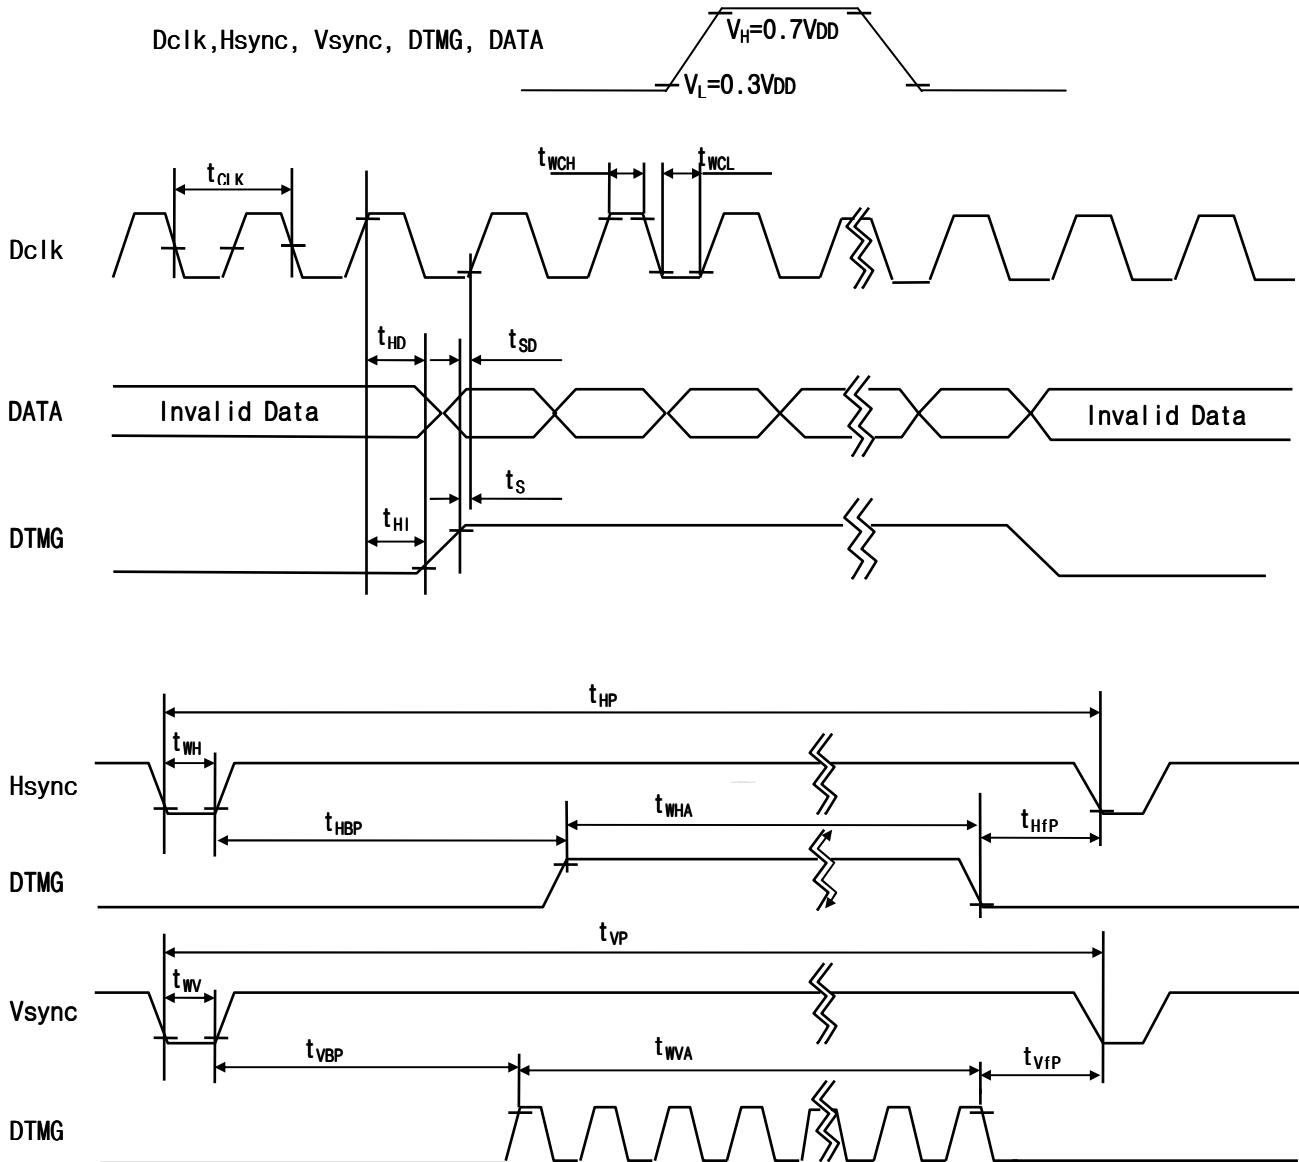 Dclk,Hsync, Vsync, DTMG, DATA
VH=0.7VDD
VL=0.3VDD
tCLK
tWCH
tWCL
Dclk
tHD
tSD
DATA
Invalid Data
Invalid Data
tS
tHI
DTMG
tHP
tWH
Hsync
tHBP
tWHA
tHfP
DTMG
tVP
tWV
Vsync
tVBP
tWVA
tVfP
DTMG